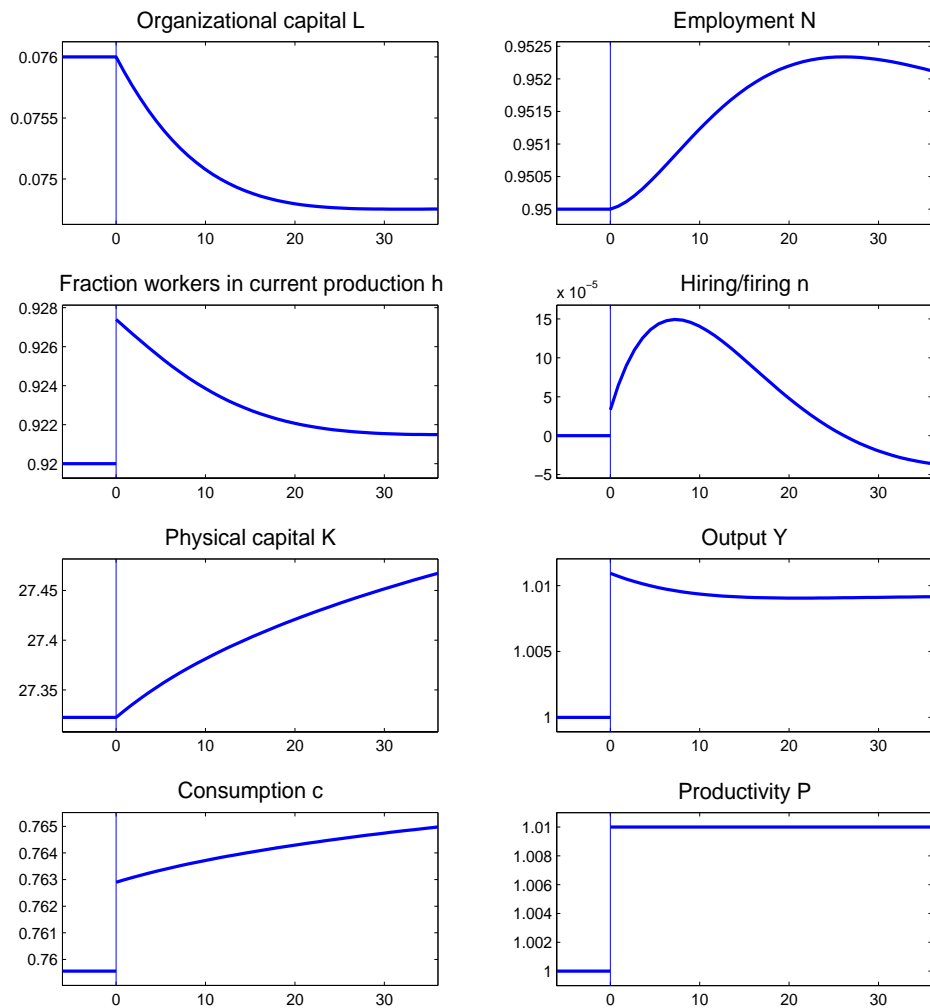 Organizational capital L
0.076
0.0755
0.075
0 10 20 30
Employment N
0.9525
0.952
0.9515
0.951
0.9505
0.95
0 10 20 30
Fraction workers in current production h
0.928
0.926
0.924
0.922
0.92
0 10 20 30
Hiring/firing n
x 10⁻⁵
15
10
5
0
−5
0 10 20 30
Physical capital K
27.45
27.4
27.35
0 10 20 30
Output Y
1.01
1.005
1
0 10 20 30
Consumption c
0.765
0.764
0.763
0.762
0.761
0.76
0 10 20 30
Productivity P
1.01
1.008
1.006
1.004
1.002
1
0 10 20 30